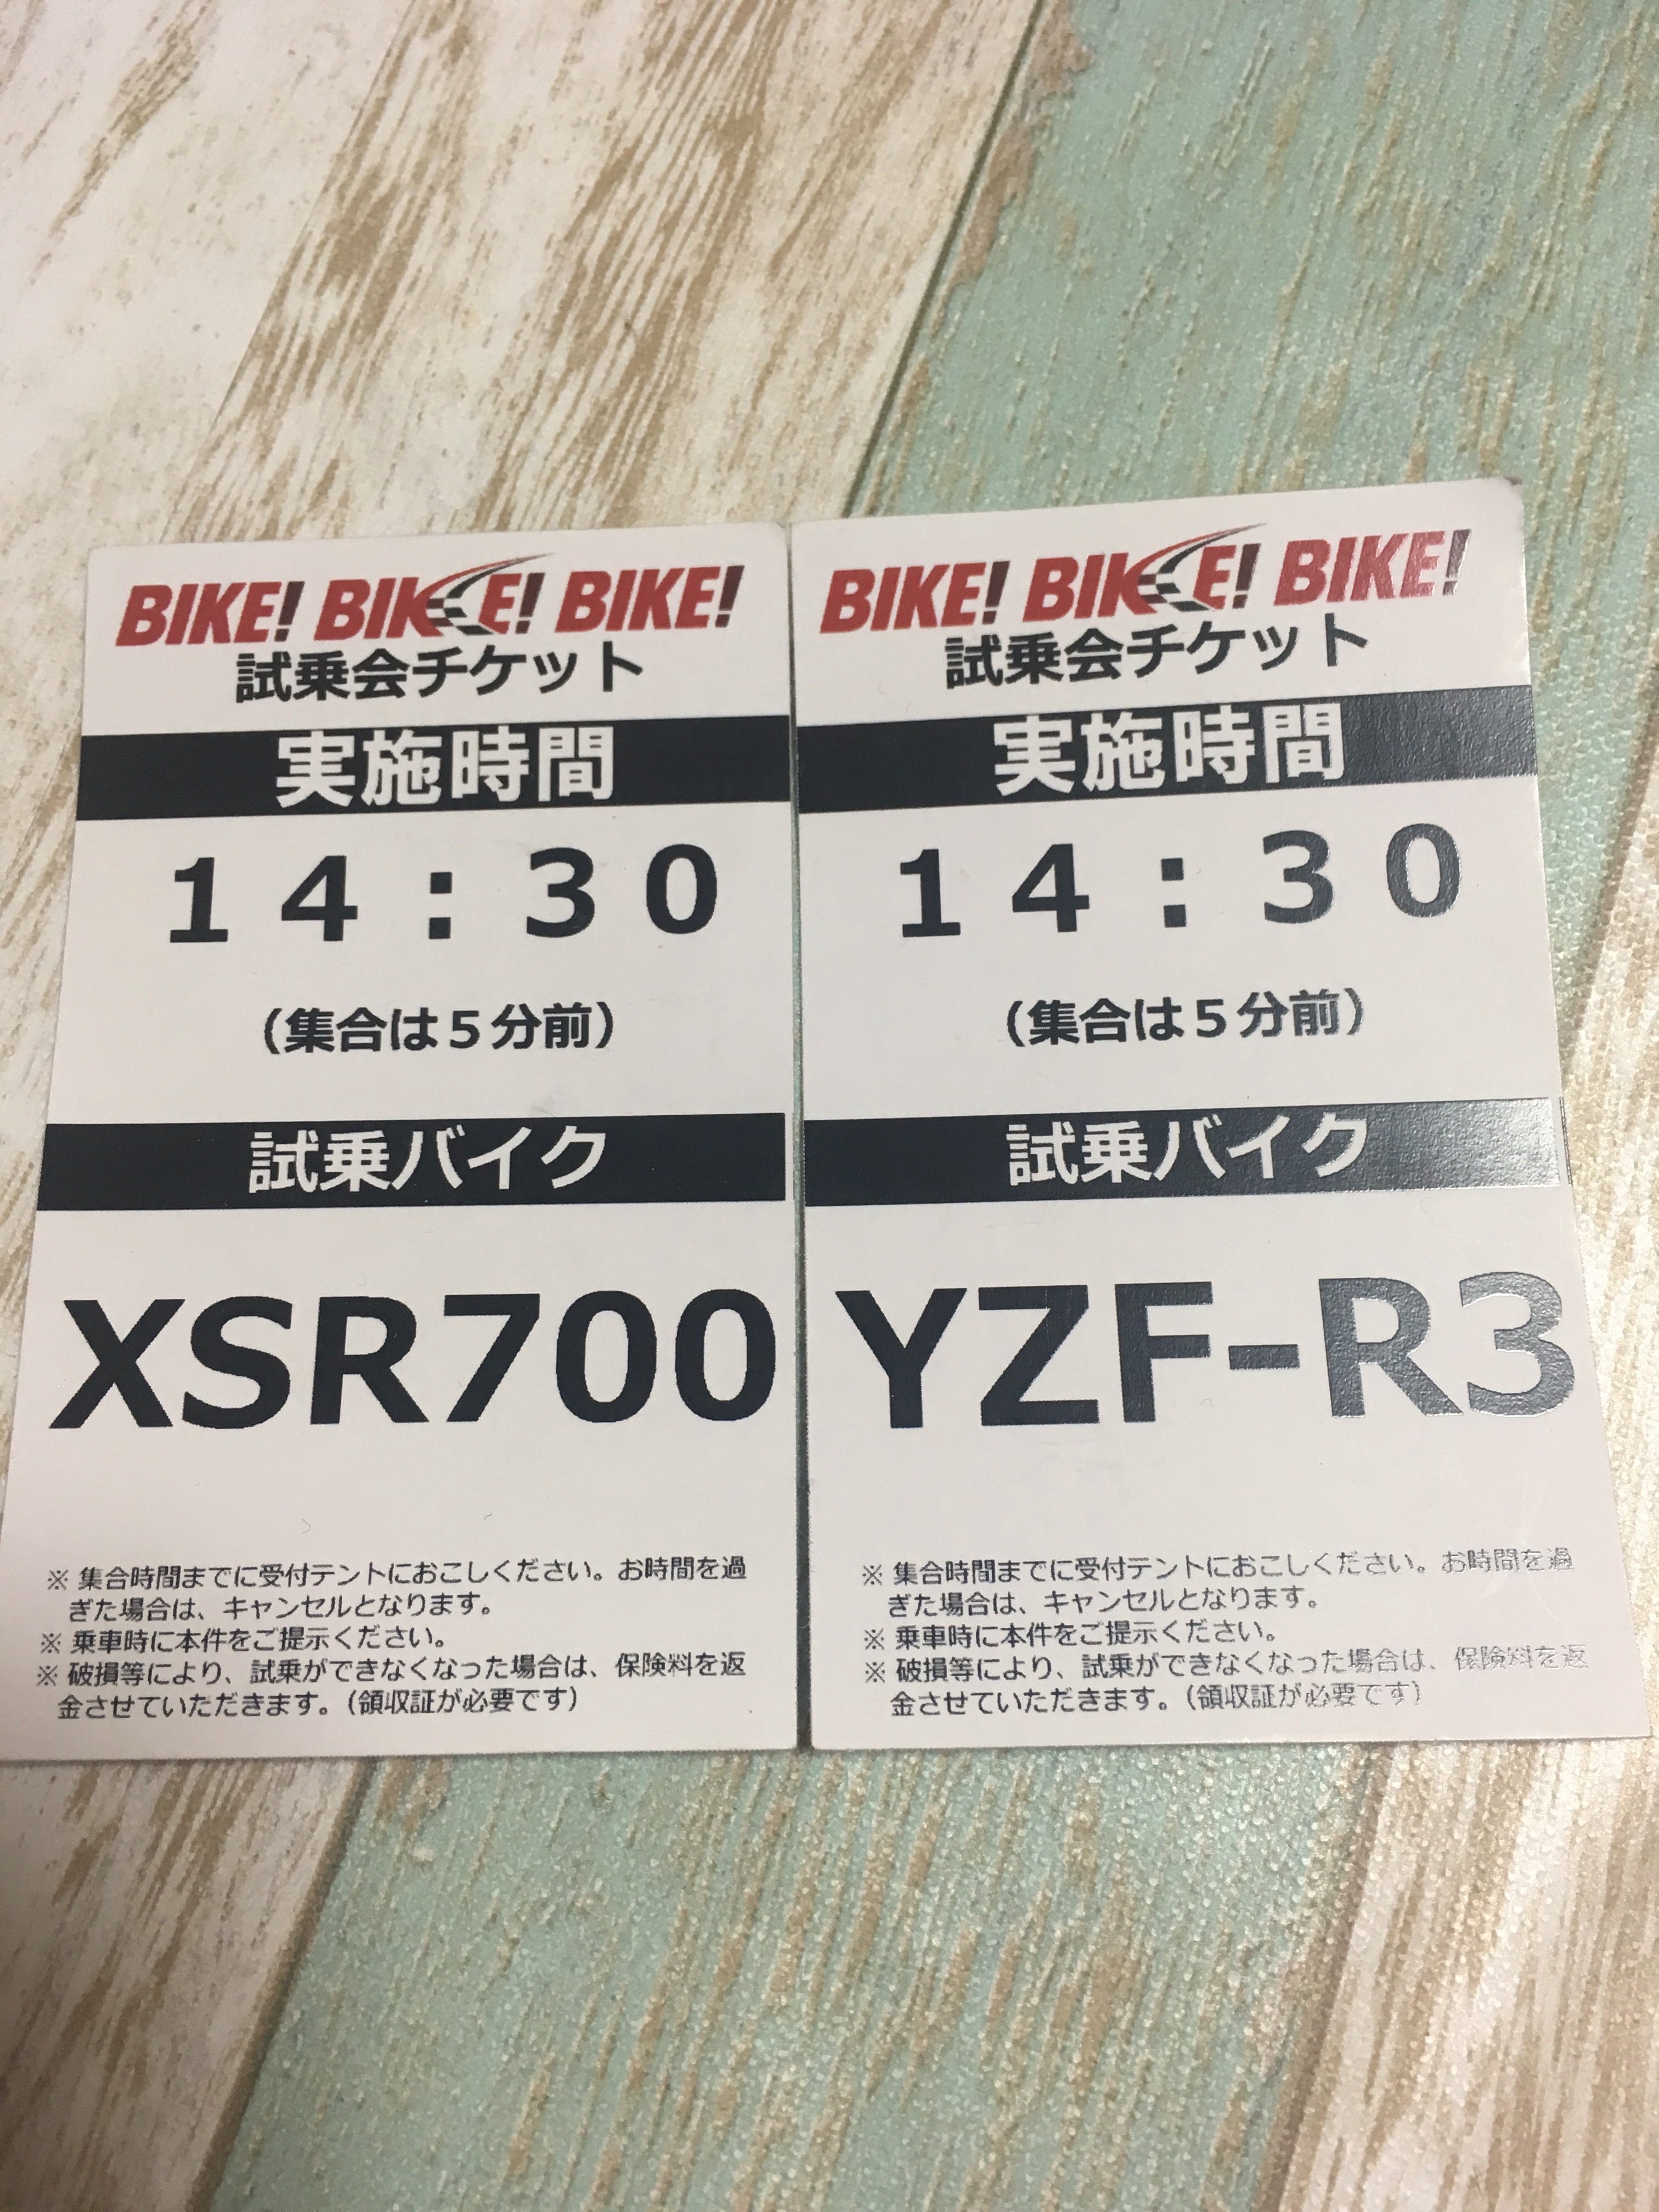 BIKE! BIKE! BIKE!
試乗会チケット
実施時間
14:30
（集合は5分前）
試乗バイク
XSR700
※ 集合時間までに受付テントにおこしください。お時間を過
ぎた場合は、キャンセルとなります。
※ 乗車時に本件をご提示ください。
※ 破損等により、試乗ができなくなった場合は、保険料を返
金させていただきます。（領収証が必要です）
BIKE! BIKE! BIKE!
試乗会チケット
実施時間
14:30
（集合は5分前）
試乗バイク
YZF-R3
※ 集合時間までに受付テントにおこしください。お時間を過
ぎた場合は、キャンセルとなります。
※ 乗車時に本件をご提示ください。
※ 破損等により、試乗ができなくなった場合は、保険料を返
金させていただきます。（領収証が必要です）